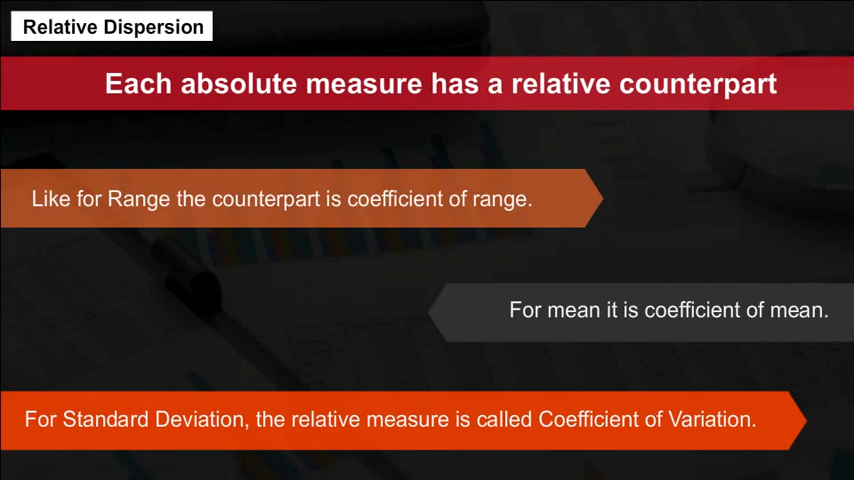 Relative Dispersion
Each absolute measure has a relative counterpart
Like for Range the counterpart is coefficient of range.
For mean it is coefficient of mean.
For Standard Deviation, the relative measure is called Coefficient of Variation.